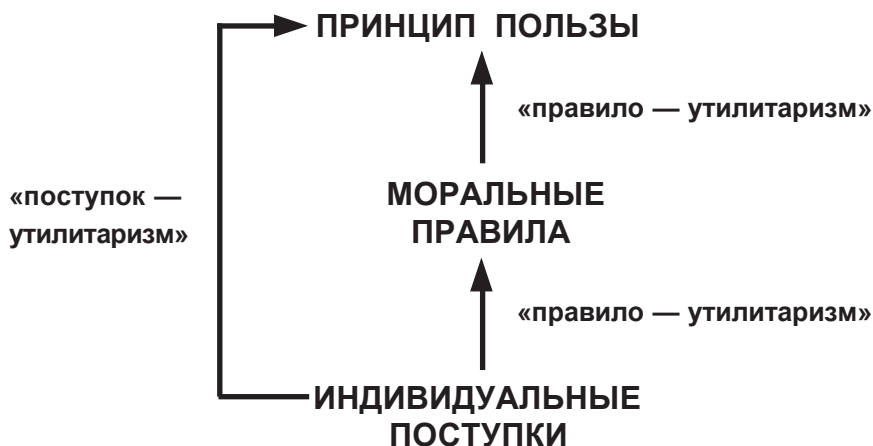 ПРИНЦИП ПОЛЬЗЫ
«правило — утилитаризм»
«поступок —
утилитаризм»
МОРАЛЬНЫЕ
ПРАВИЛА
«правило — утилитаризм»
ИНДИВИДУАЛЬНЫЕ
ПОСТУПКИ